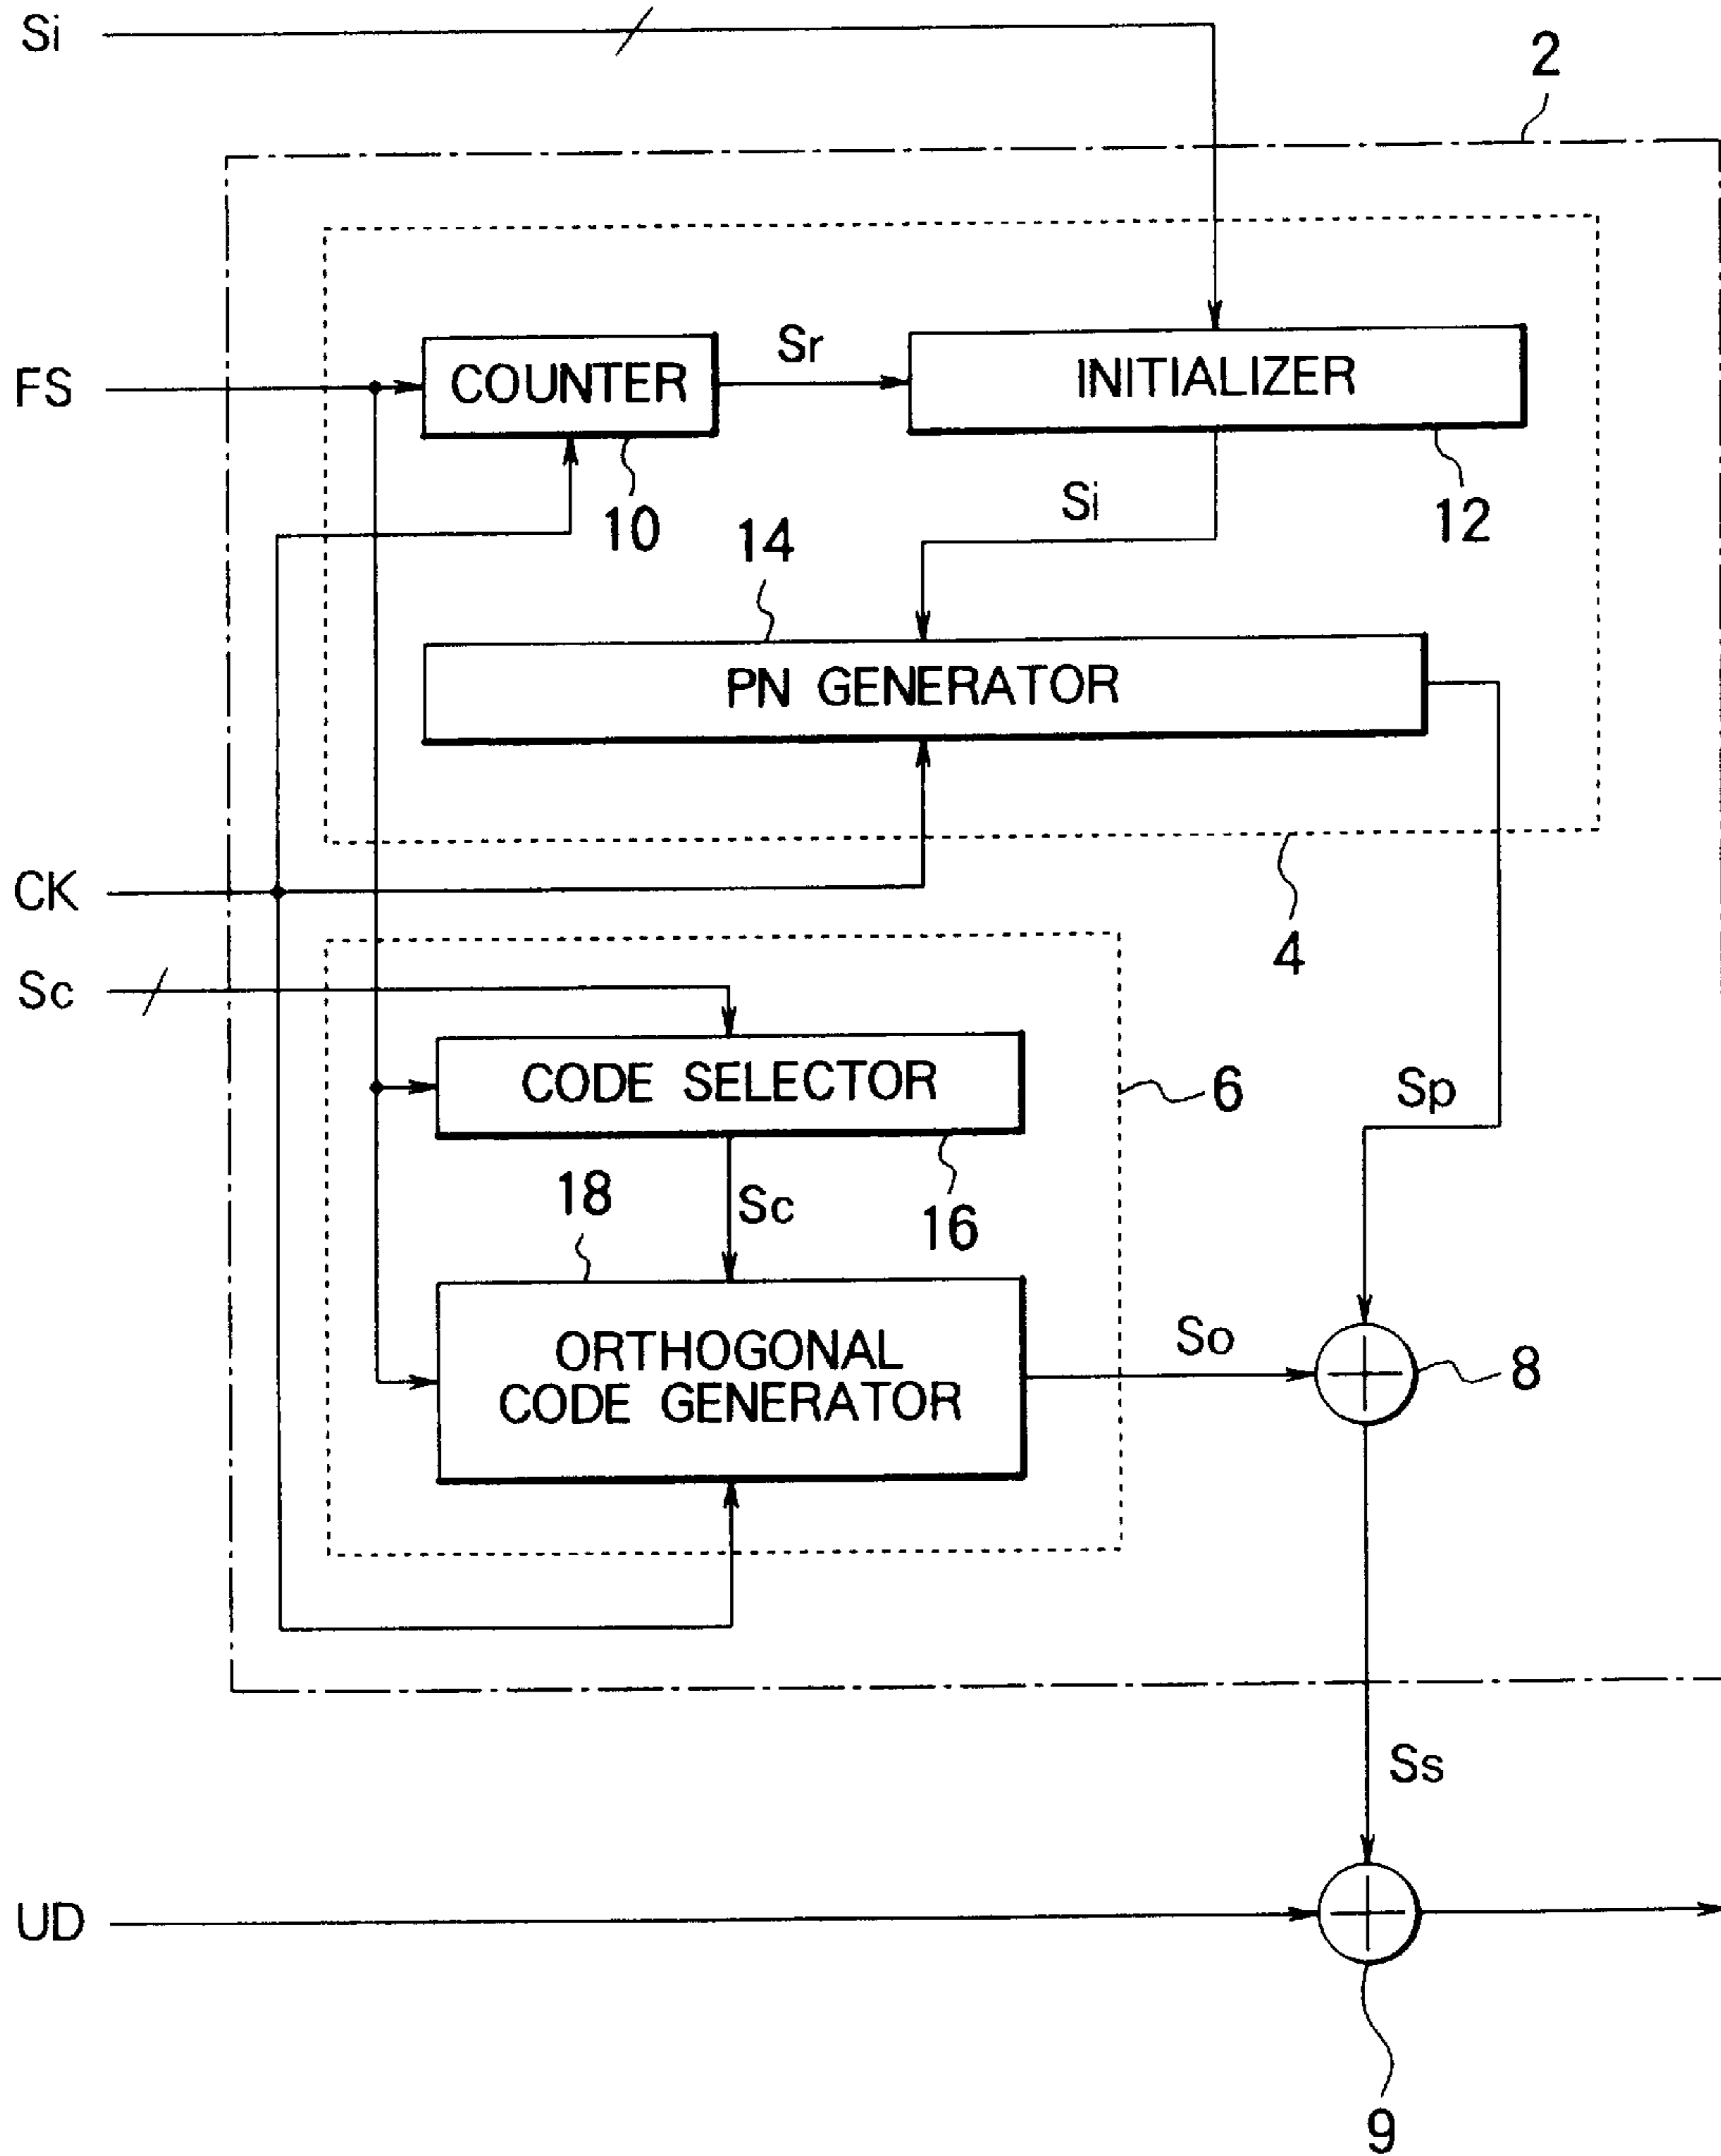 Si
2
FS
COUNTER
Sr
INITIALIZER
10
Si
12
14
PN GENERATOR
CK
4
Sc
CODE SELECTOR
6
Sp
18
Sc
16
ORTHOGONAL
CODE GENERATOR
So
8
Ss
UD
9